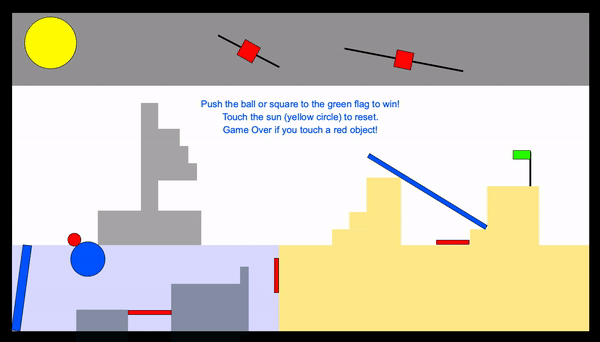 Push the ball or square to the green flag to win!
Touch the sun (yellow circle) to reset.
Game Over if you touch a red object!